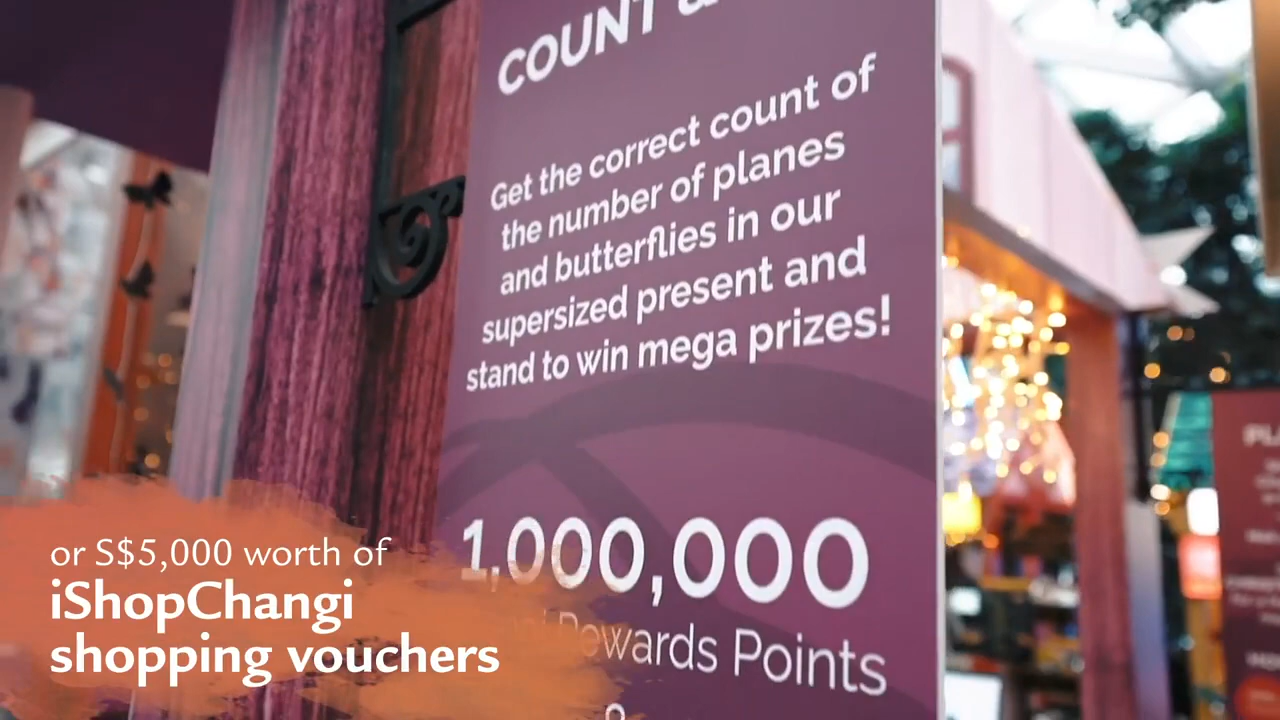 COUNT &
Get the correct count of
the number of planes
and butterflies in our
supersized present and
stand to win mega prizes!
1,000,000
Rewards Points
&
or S$5,000 worth of
iShopChangi
shopping vouchers